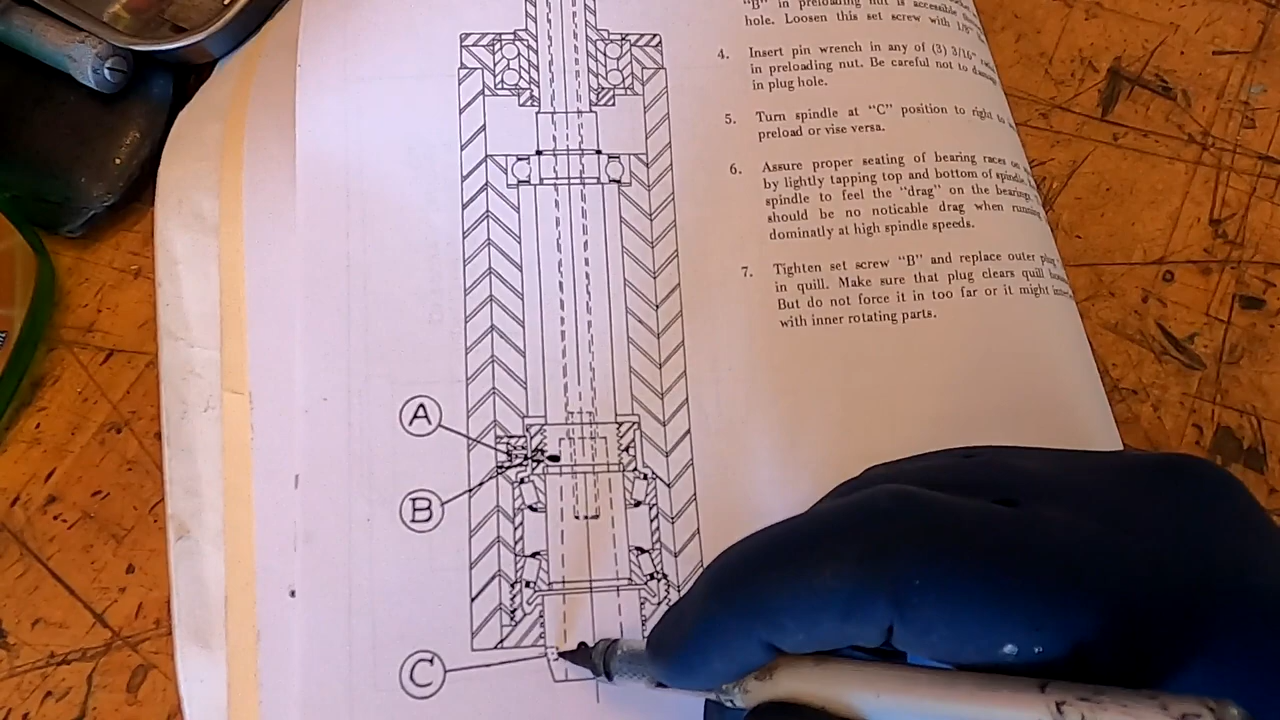 "B" in preloading nut is accessible
hole. Loosen this set screw with 1/8"
4. Insert pin wrench in any of (3) 3/16"
in preloading nut. Be careful not to
in plug hole.
5. Turn spindle at "C" position to right to
preload or vise versa.
6. Assure proper seating of bearing races
by lightly tapping top and bottom of spindle,
spindle to feel the "drag" on the bearing,
should be no noticable drag when running
dominatly at high spindle speeds.
7. Tighten set screw "B" and replace outer plug
in quill. Make sure that plug clears quill
But do not force it in too far or it might
with inner rotating parts.
A
B
C